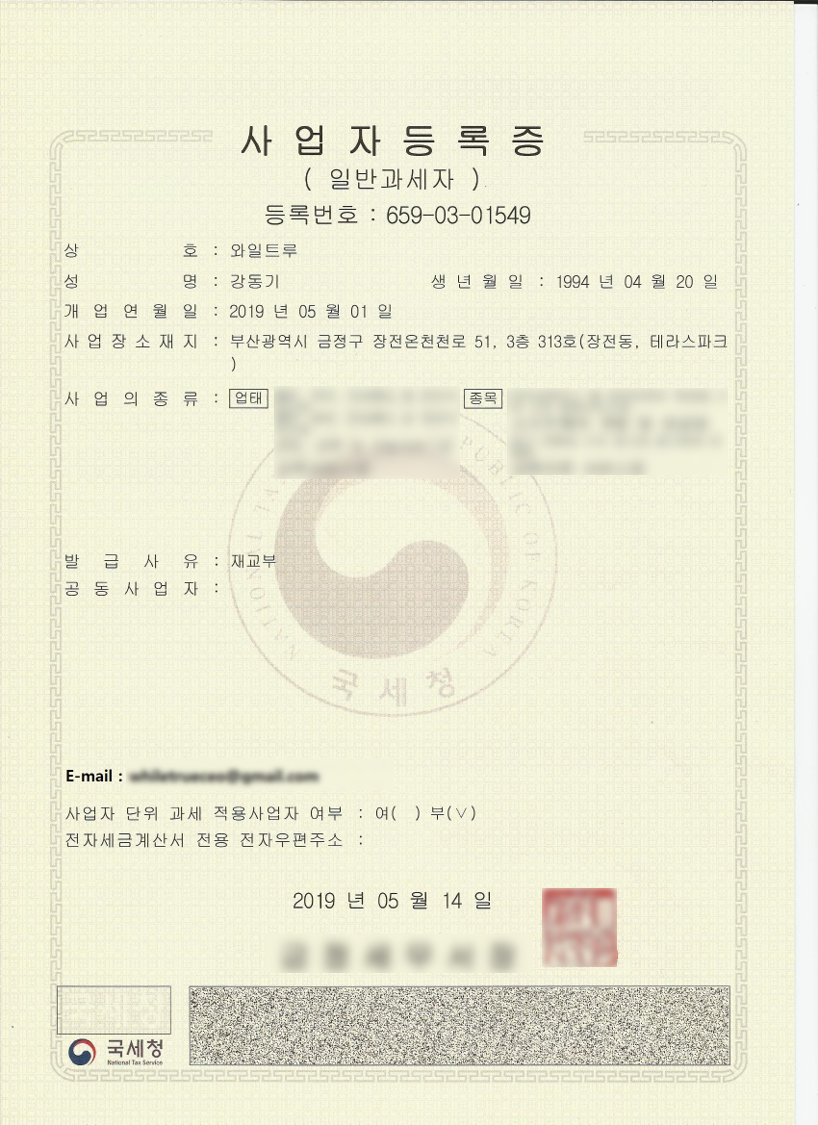 사업자등록증
( 일반과세자 )
등록번호 : 659-03-01549
상 호 : 와일트루
성 명 : 강동기 생 년 월 일 : 1994 년 04 월 20 일
개 업 연 월 일 : 2019 년 05 월 01 일
사 업 장 소 재 지 : 부산광역시 금정구 장전온천천로 51, 3층 313호(장전동, 테라스파크
)
사 업 의 종 류 : 업태 종목
발 급 사 유 : 재교부
공 동 사 업 자 :
NATIONAL TA PUBLIC OF KOREA
국세청
E-mail :
사업자 단위 과세 적용사업자 여부 : 여( ) 부(∨)
전자세금계산서 전용 전자우편주소 :
2019 년 05 월 14 일
국세청
National Tax Service